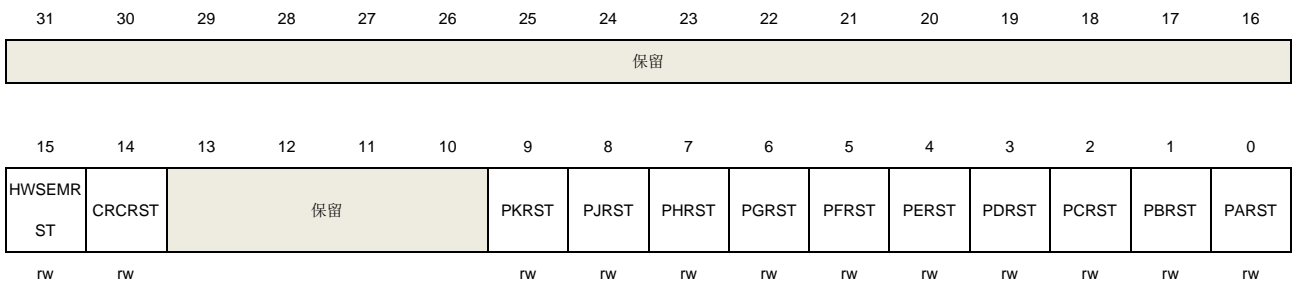 31 30 29 28 27 26 25 24 23 22 21 20 19 18 17 16
保留
15 14 13 12 11 10 9 8 7 6 5 4 3 2 1 0
HWSEMR
ST
CRCRST 保留 PKRST PJRST PHRST PGRST PFRST PERST PDRST PCRST PBRST PARST
rw rw rw rw rw rw rw rw rw rw rw rw